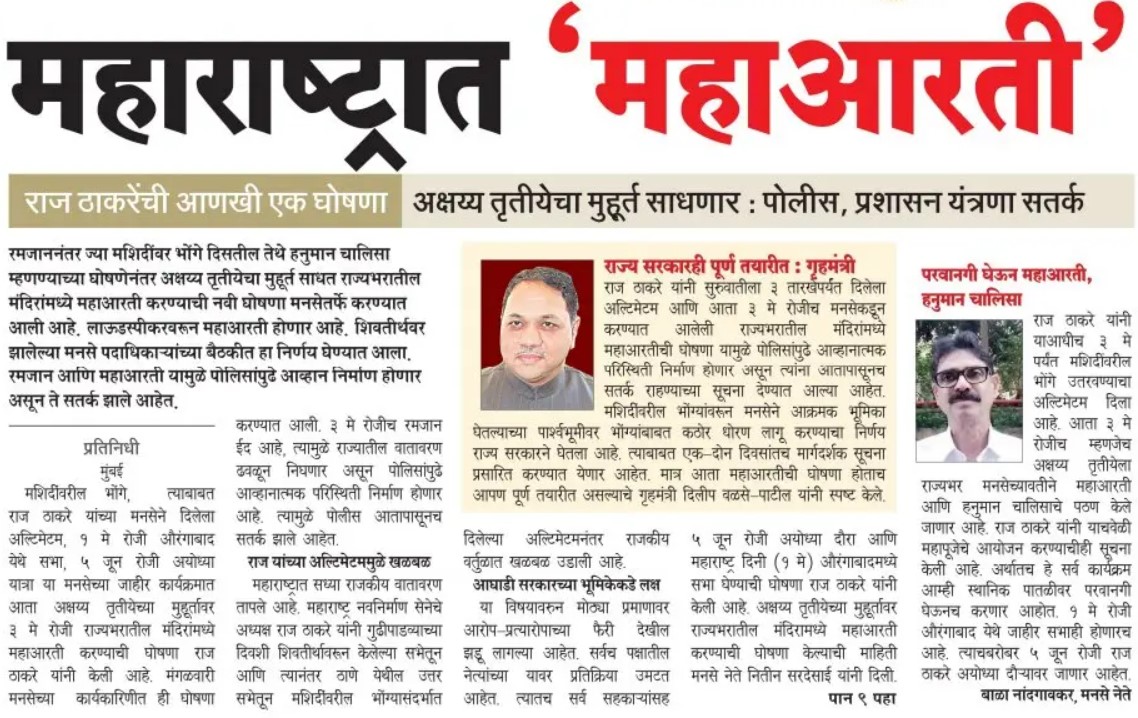 महाराष्ट्रात ‘महाआरती’
राज ठाकरेंची आणखी एक घोषणा
अक्षय्य तृतीयेचा मुहूर्त साधणार : पोलीस, प्रशासन यंत्रणा सतर्क
रमजाननंतर ज्या मशिदींवर भोंगे दिसतील तेथे हनुमान चालिसा
म्हणण्याच्या घोषणेनंतर अक्षय्य तृतीयेचा मुहूर्त साधत राज्यभरातील
मंदिरांमध्ये महाआरती करण्याची नवी घोषणा मनसेतर्फे करण्यात
आली आहे. लाऊडस्पीकरवरून महाआरती होणार आहे. शिवतीर्थवर
झालेल्या मनसे पदाधिकाऱ्यांच्या बैठकीत हा निर्णय घेण्यात आला.
रमजान आणि महाआरती यामुळे पोलिसांपुढे आव्हान निर्माण होणार
असून ते सतर्क झाले आहेत.
प्रतिनिधी
मुंबई
मशिदींवरील भोंगे, त्याबाबत
राज ठाकरे यांच्या मनसेने दिलेला
अल्टिमेटम, १ मे रोजी औरंगाबाद
येथे सभा, ५ जून रोजी अयोध्या
यात्रा या मनसेच्या जाहीर कार्यक्रमात
आता अक्षय्य तृतीयेच्या मुहूर्तावर
३ मे रोजी राज्यभरातील मंदिरांमध्ये
महाआरती करण्याची घोषणा राज
ठाकरे यांनी केली आहे. मंगळवारी
मनसेच्या कार्यकारिणीत ही घोषणा
करण्यात आली. ३ मे रोजीच रमजान
ईद आहे, त्यामुळे राज्यातील वातावरण
ढवळून निघणार असून पोलिसांपुढे
आव्हानात्मक परिस्थिती निर्माण होणार
आहे. त्यामुळे पोलीस आतापासूनच
सतर्क झाले आहेत.
राज यांच्या अल्टिमेटममुळे खळबळ
महाराष्ट्रात सध्या राजकीय वातावरण
तापले आहे. महाराष्ट्र नवनिर्माण सेनेचे
अध्यक्ष राज ठाकरे यांनी गुढीपाडव्याच्या
दिवशी शिवतीर्थावरून केलेल्या सभेतून
आणि त्यानंतर ठाणे येथील उत्तर
सभेतून मशिदींवरील भोंग्यासंदर्भात
राज्य सरकारही पूर्ण तयारीत : गृहमंत्री
राज ठाकरे यांनी सुरुवातीला ३ तारखेपर्यंत दिलेला
अल्टिमेटम आणि आता ३ मे रोजीच मनसेकडून
करण्यात आलेली राज्यभरातील मंदिरांमध्ये
महाआरतीची घोषणा यामुळे पोलिसांपुढे आव्हानात्मक
परिस्थिती निर्माण होणार असून त्यांना आतापासूनच
सतर्क राहण्याच्या सूचना देण्यात आल्या आहेत.
मशिदींवरील भोंग्यांवरून मनसेने आक्रमक भूमिका
घेतल्याच्या पार्श्वभूमीवर भोंग्यांबाबत कठोर धोरण लागू करण्याचा निर्णय
राज्य सरकारने घेतला आहे. त्याबाबत एक–दोन दिवसांतच मार्गदर्शक सूचना
प्रसारित करण्यात येणार आहेत. मात्र आता महाआरतीची घोषणा होताच
आपण पूर्ण तयारीत असल्याचे गृहमंत्री दिलीप वळसे–पाटील यांनी स्पष्ट केले.
दिलेल्या अल्टिमेटमनंतर राजकीय
वर्तुळात खळबळ उडाली आहे.
आघाडी सरकारच्या भूमिकेकडे लक्ष
या विषयावरुन मोठ्या प्रमाणावर
आरोप–प्रत्यारोपाच्या फैरी देखील
झडू लागल्या आहेत. सर्वच पक्षातील
नेत्यांच्या यावर प्रतिक्रिया उमटत
आहेत. त्यातच सर्व सहकाऱ्यांसह
५ जून रोजी अयोध्या दौरा आणि
महाराष्ट्र दिनी (१ मे) औरंगाबादमध्ये
सभा घेण्याची घोषणा राज ठाकरे यांनी
केली आहे. अक्षय्य तृतीयेच्या मुहूर्तावर
राज्यभरातील मंदिरामध्ये महाआरती
करण्याची घोषणा केल्याची माहिती
मनसे नेते नितीन सरदेसाई यांनी दिली.
पान ९ पहा
परवानगी घेऊन महाआरती,
हनुमान चालिसा
राज ठाकरे यांनी
याआधीच ३ मे
पर्यंत मशिदींवरील
भोंगे उतरवण्याचा
अल्टिमेटम दिला
आहे. आता ३ मे
रोजीच म्हणजेच
अक्षय्य तृतीयेला
राज्यभर मनसेच्यावतीने महाआरती
आणि हनुमान चालिसाचे पठण केले
जाणार आहे. राज ठाकरे यांनी याचवेळी
महापूजेचे आयोजन करण्याचीही सूचना
केली आहे. अर्थातच हे सर्व कार्यक्रम
आम्ही स्थानिक पातळीवर परवानगी
घेऊनच करणार आहोत. १ मे रोजी
औरंगाबाद येथे जाहीर सभाही होणारच
आहे. त्याचबरोबर ५ जून रोजी राज
ठाकरे अयोध्या दौऱ्यावर जाणार आहेत.
बाळा नांदगावकर, मनसे नेते